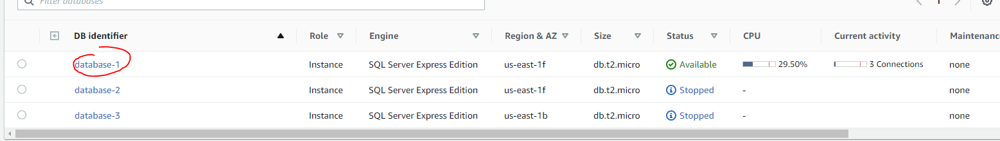 Filter databases
1
DB identifier Role Engine Region & AZ Size Status CPU Current activity Maintenance
database-1 Instance SQL Server Express Edition us-east-1f db.t2.micro Available 29.50% 3 Connections none
database-2 Instance SQL Server Express Edition us-east-1f db.t2.micro Stopped - none
database-3 Instance SQL Server Express Edition us-east-1b db.t2.micro Stopped - none